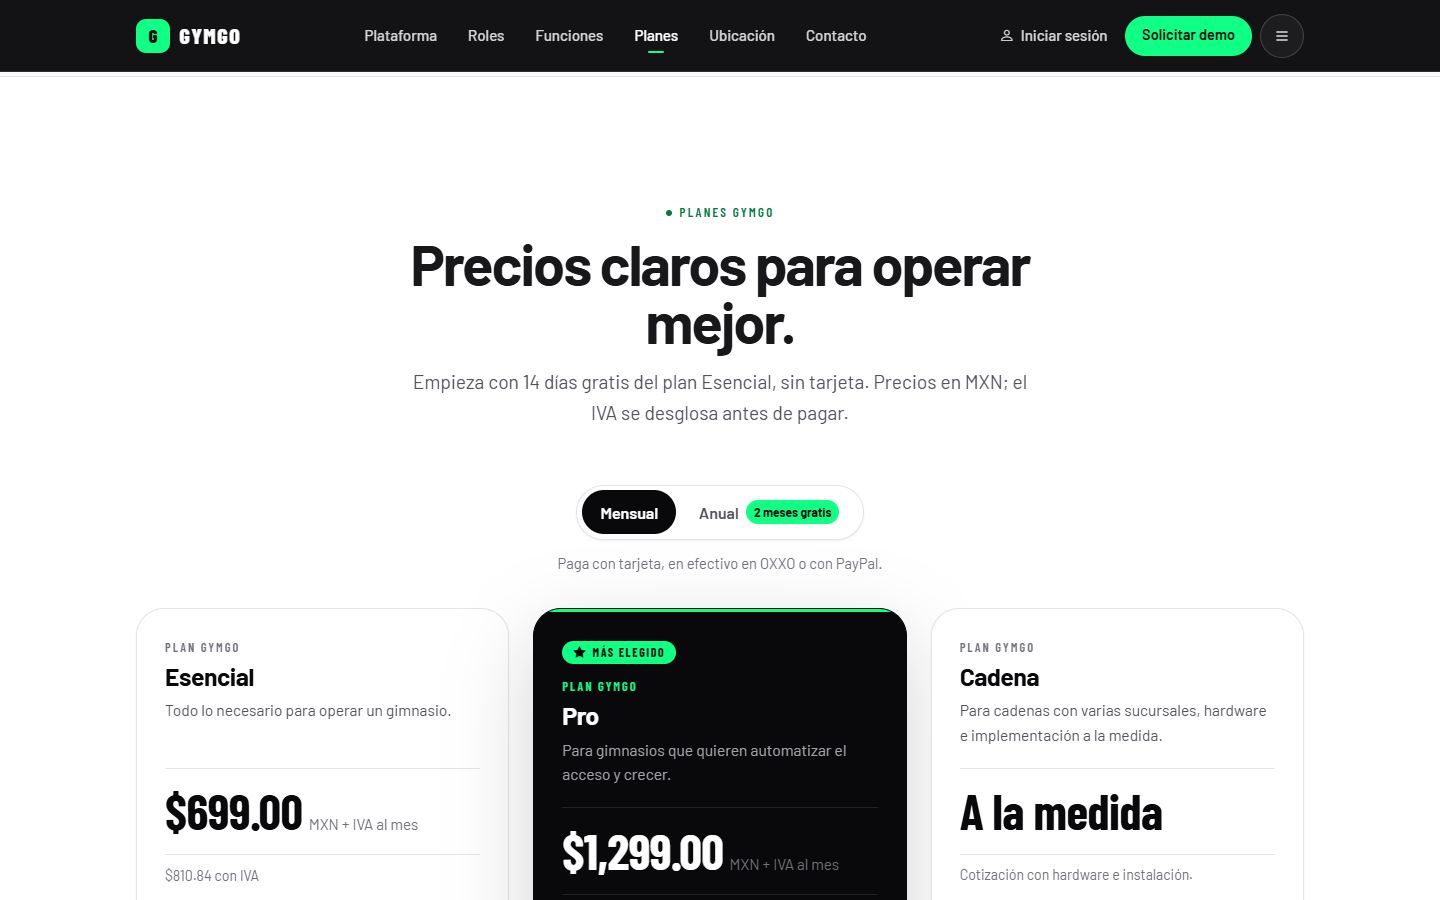 G GYMGO
Plataforma Roles Funciones Planes Ubicación Contacto
Iniciar sesión
Solicitar demo
PLANES GYMGO
Precios claros para operar
mejor.
Empieza con 14 días gratis del plan Esencial, sin tarjeta. Precios en MXN; el
IVA se desglosa antes de pagar.
Mensual Anual 2 meses gratis
Paga con tarjeta, en efectivo en OXXO o con PayPal.
PLAN GYMGO
Esencial
Todo lo necesario para operar un gimnasio.
$699.00 MXN + IVA al mes
$810.84 con IVA
MÁS ELEGIDO
PLAN GYMGO
Pro
Para gimnasios que quieren automatizar el
acceso y crecer.
$1,299.00 MXN + IVA al mes
PLAN GYMGO
Cadena
Para cadenas con varias sucursales, hardware
e implementación a la medida.
A la medida
Cotización con hardware e instalación.